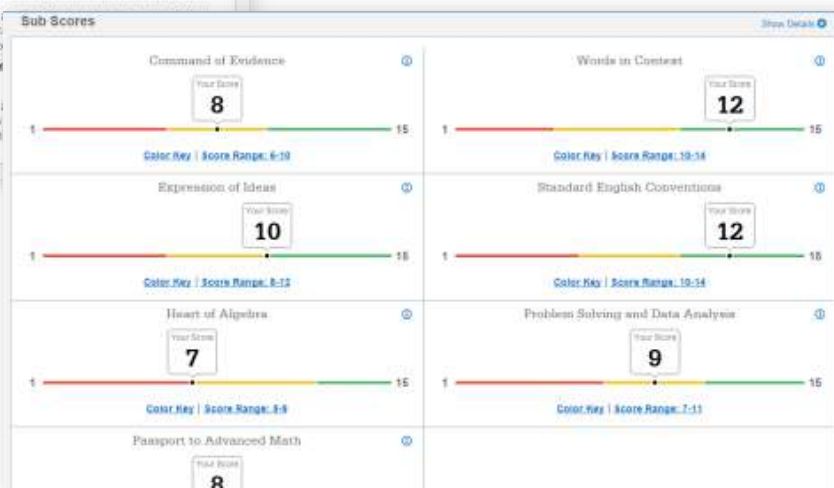 Sub Scores
Show Details
Command of Evidence
Your Score
8
1
15
Color Key | Score Range: 6-10
Words in Context
Your Score
12
1
15
Color Key | Score Range: 10-14
Expression of Ideas
Your Score
10
1
15
Color Key | Score Range: 8-12
Standard English Conventions
Your Score
12
1
15
Color Key | Score Range: 10-14
Heart of Algebra
Your Score
7
1
15
Color Key | Score Range: 5-9
Problem Solving and Data Analysis
Your Score
9
1
15
Color Key | Score Range: 7-11
Passport to Advanced Math
Your Score
8